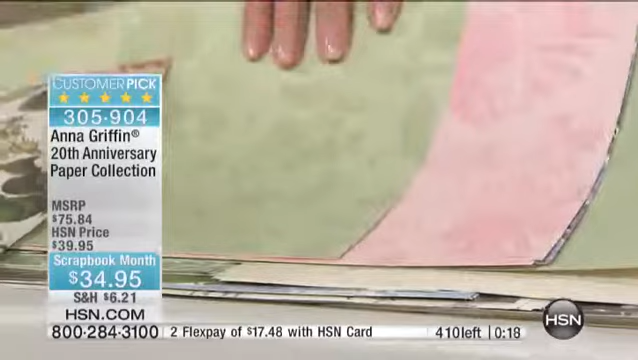 CUSTOMER PICK
305-904
Anna Griffin®
20th Anniversary
Paper Collection
MSRP
$75.84
HSN Price
$39.95
Scrapbook Month
$34.95
S&H $6.21
HSN.COM
800-284-3100 2 Flexpay of $17.48 with HSN Card 410left 0:18
HSN